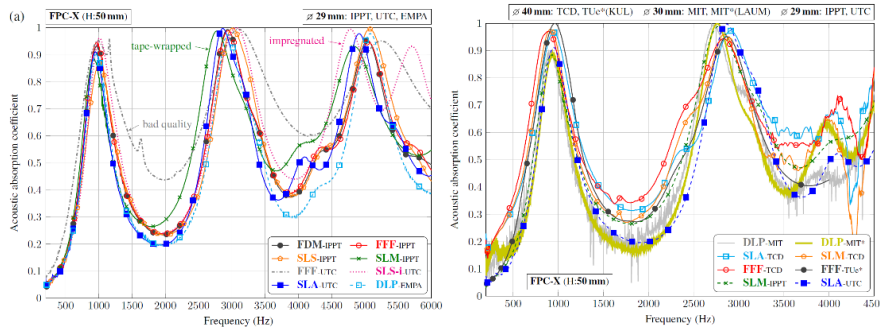 (a)
FPC-X (H:50 mm)
⌀ 29 mm: IPPT, UTC, EMPA
tape-wrapped
impregnated
bad quality
Acoustic absorption coefficient
1
0.9
0.8
0.7
0.6
0.5
0.4
0.3
0.2
0.1
0
FDM-IPPT
FFF-IPPT
SLS-IPPT
SLM-IPPT
FFF-UTC
SLS-i UTC
SLA-UTC
DLP EMPA
500 1000 1500 2000 2500 3000 3500 4000 4500 5000 5500 6000
Frequency (Hz)
⌀ 40 mm: TCD, TUe*(KUL) ⌀ 30 mm: MIT, MIT*(LAUM) ⌀ 29 mm: IPPT, UTC
Acoustic absorption coefficient
1
0.9
0.8
0.7
0.6
0.5
0.4
0.3
0.2
0.1
0
DLP-MIT
DLP-MIT*
SLA-TCD
SLM-TCD
FFF-TCD
FFF-TUe*
SLM-IPPT
SLA-UTC
FPC-X (H:50 mm)
500 1000 1500 2000 2500 3000 3500 4000 450
Frequency (Hz)